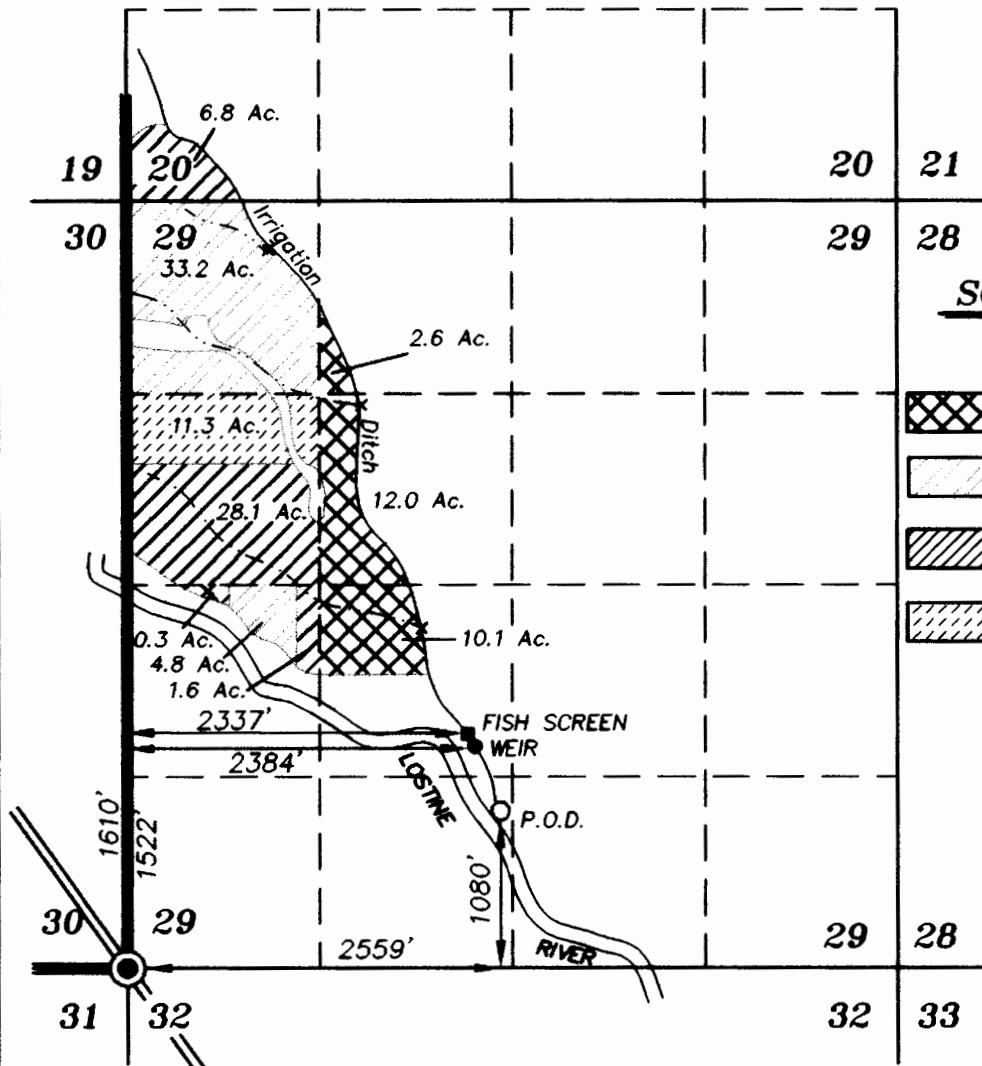 6.8 Ac.
19
20
20
21
30
29
29
28
Irrigation
33.2 Ac.
2.6 Ac.
11.3 Ac.
Ditch
12.0 Ac.
28.1 Ac.
0.3 Ac.
10.1 Ac.
4.8 Ac.
1.6 Ac.
2337'
FISH SCREEN
2384'
WEIR
LOSTINE
P.O.D.
1610'
1522'
1080'
30
29
2559'
RIVER
29
28
31
32
32
33